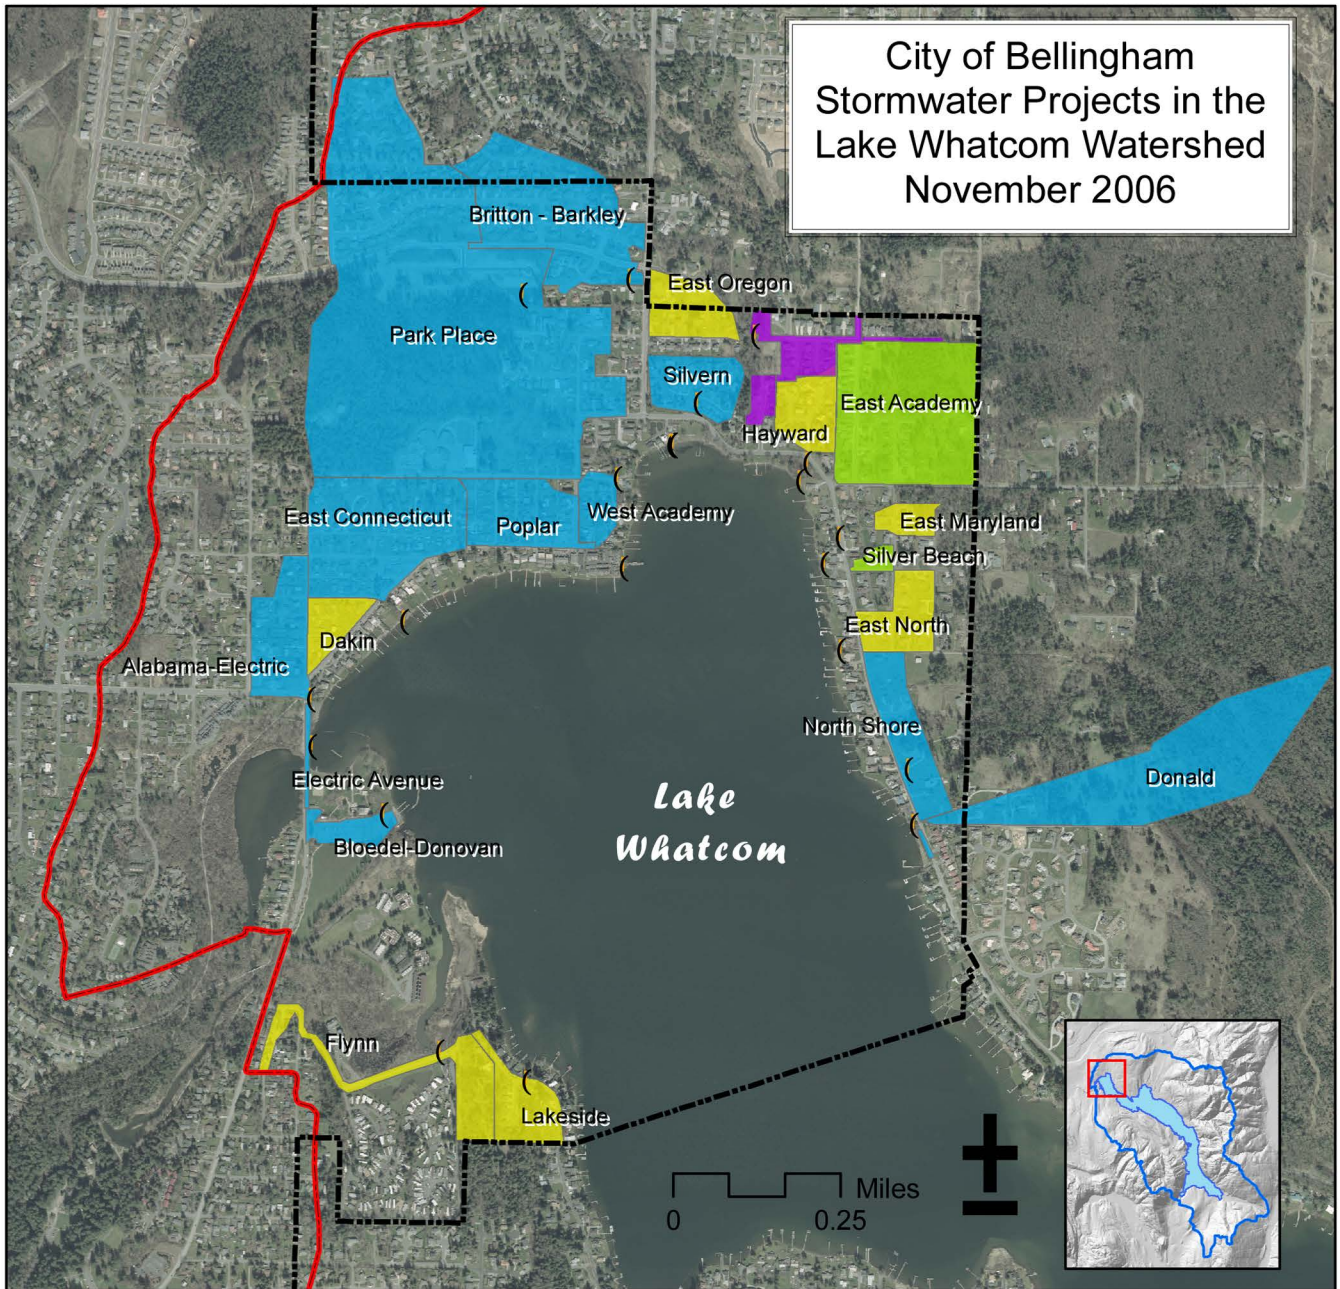 City of Bellingham
Stormwater Projects in the
Lake Whatcom Watershed
November 2006
Britton - Barkley
East Oregon
Park Place
Silvern
East Academy
Hayward
East Connecticut
Poplar
West Academy
East Maryland
Silver Beach
East North
Dakin
Alabama-Electric
North Shore
Donald
Electric Avenue
Lake
Whatcom
Bloedel-Donovan
Flynn
Lakeside
Miles
0 0.25